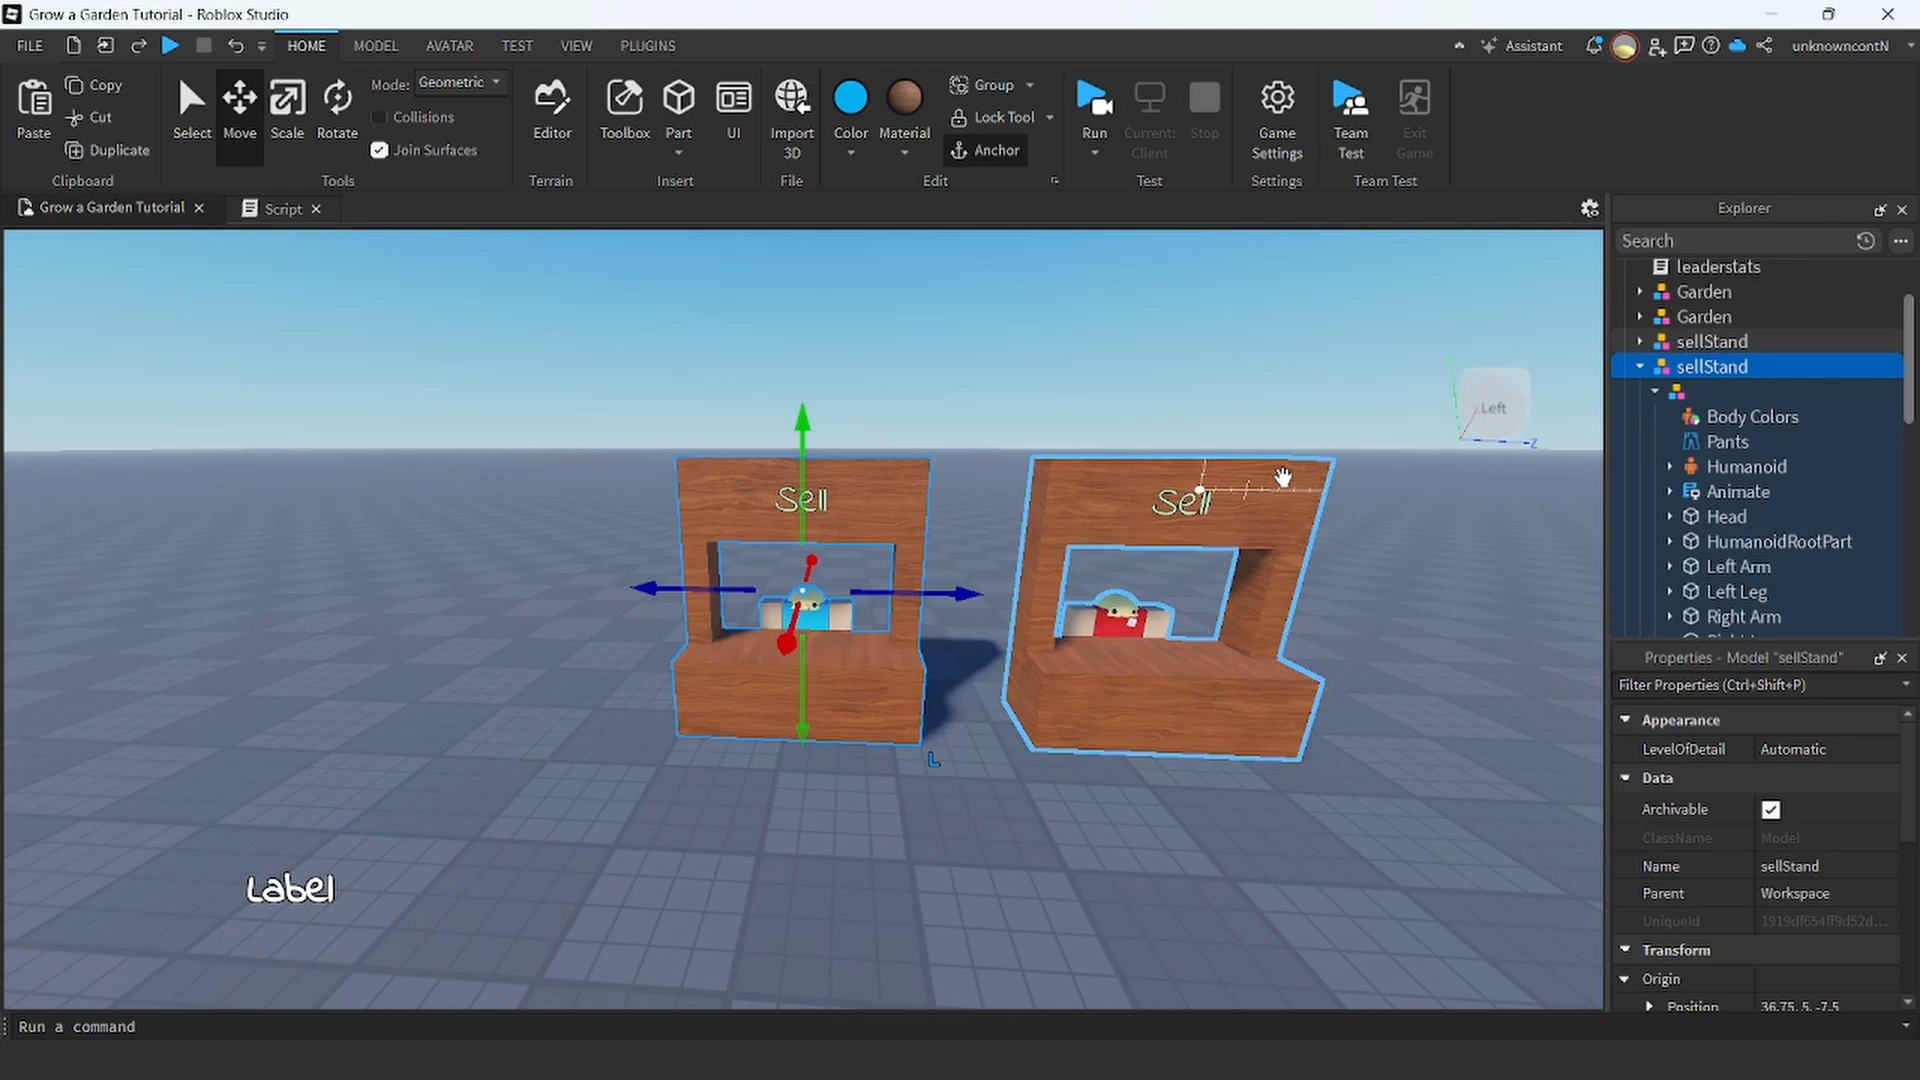 Grow a Garden Tutorial - Roblox Studio
FILE HOME MODEL AVATAR TEST VIEW PLUGINS Assistant unknowncontN
Paste Copy Cut Duplicate Clipboard
Select Move Scale Rotate Mode: Geometric Collisions Join Surfaces Tools
Editor Terrain
Toolbox Part UI Insert
Import 3D File
Color Material Group Lock Tool Anchor Edit
Run Current: Client Stop Test
Game Settings Settings
Team Test Exit Game Team Test
Grow a Garden Tutorial Script
Sell
Sell
Left
Z
L
Label
Explorer
Search
leaderstats
Garden
Garden
sellStand
sellStand
Body Colors
Pants
Humanoid
Animate
Head
HumanoidRootPart
Left Arm
Left Leg
Right Arm
Properties - Model "sellStand"
Filter Properties (Ctrl+Shift+P)
Appearance
LevelOfDetail Automatic
Data
Archivable
ClassName Model
Name sellStand
Parent Workspace
UniqueId 1919df654ff9d52d...
Transform
Origin
Position 36.75, 5, -7.5
Run a command